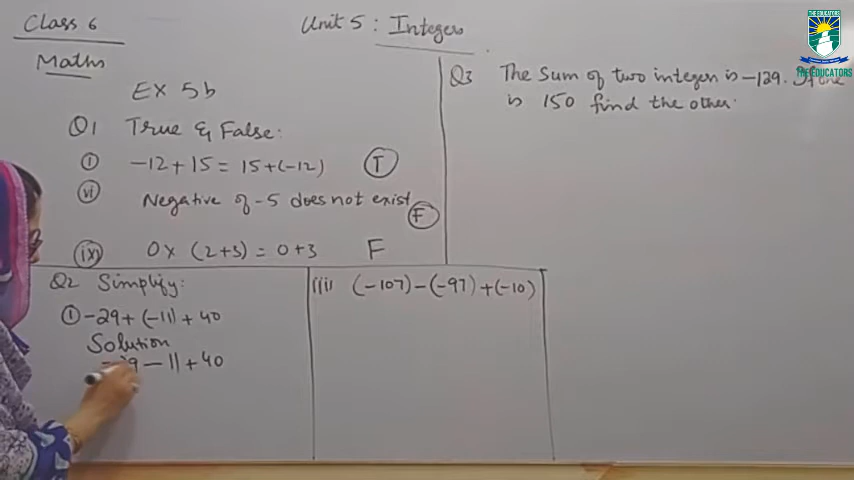 Class 6
Unit 5 : Integers
Maths
Ex 5b
Q1 True & False:
(i) -12 + 15 = 15 + (-12) (T)
(vi) Negative of -5 does not exist (F)
(ix) 0 × (2+3) = 0+3 F
Q2 Simplify:
(i) -29 + (-11) + 40
Solution
-29 - 11 + 40
(iii) (-107) - (-97) + (-10)
Q3 The Sum of two integer is -129. If one
is 150 find the other.
THE EDUCATORS
THE EDUCATORS